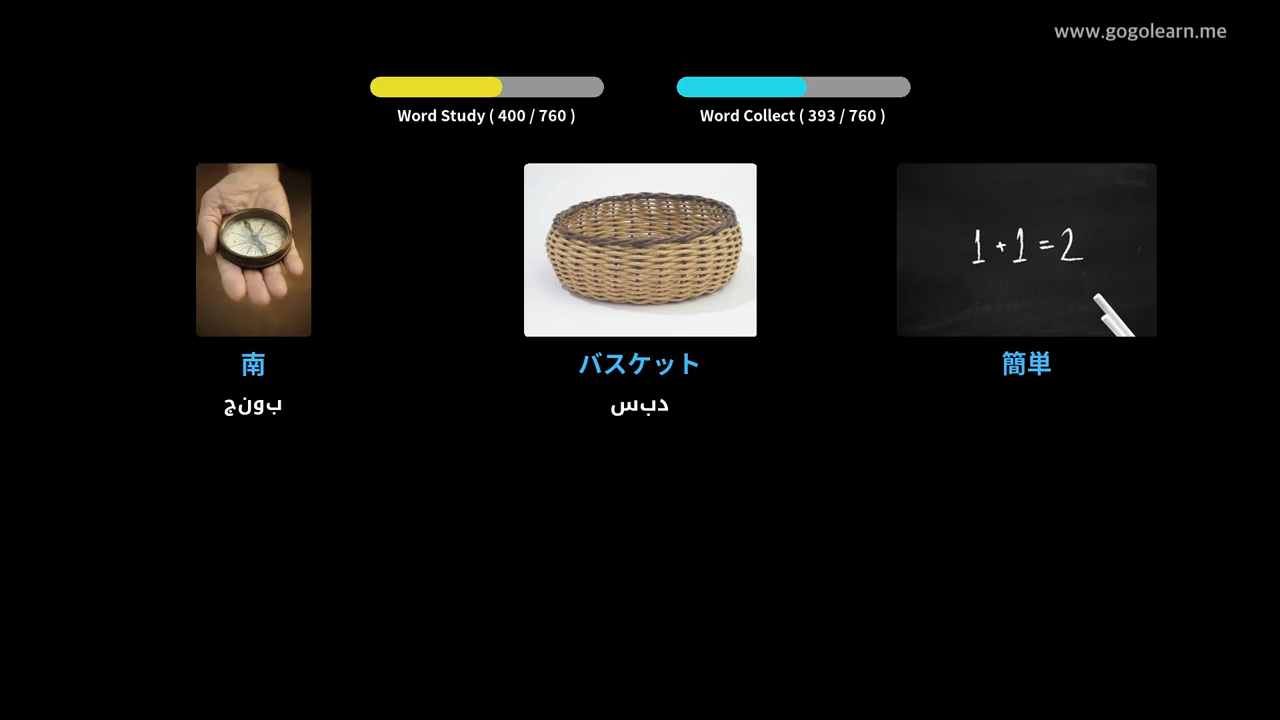 www.gogolearn.me
Word Study ( 400 / 760 )
Word Collect ( 393 / 760 )
1 + 1 = 2
南
バスケット
簡単
بونج
دبس